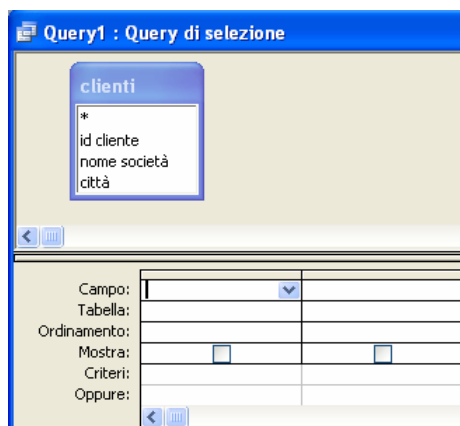 Query1 : Query di selezione
clienti
*
id cliente
nome società
città
Campo:
Tabella:
Ordinamento:
Mostra:
Criteri:
Oppure: